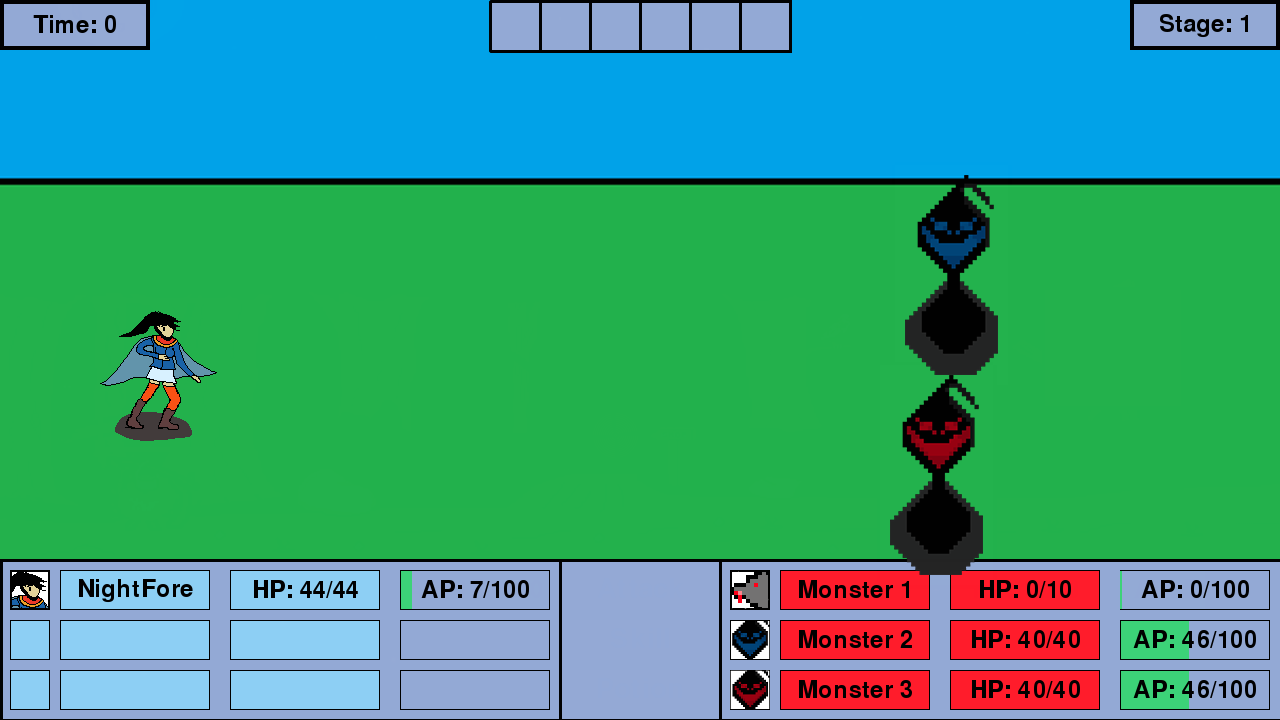 Time: 0
Stage: 1
NightFore HP: 44/44 AP: 7/100
Monster 1 HP: 0/10 AP: 0/100
Monster 2 HP: 40/40 AP: 46/100
Monster 3 HP: 40/40 AP: 46/100